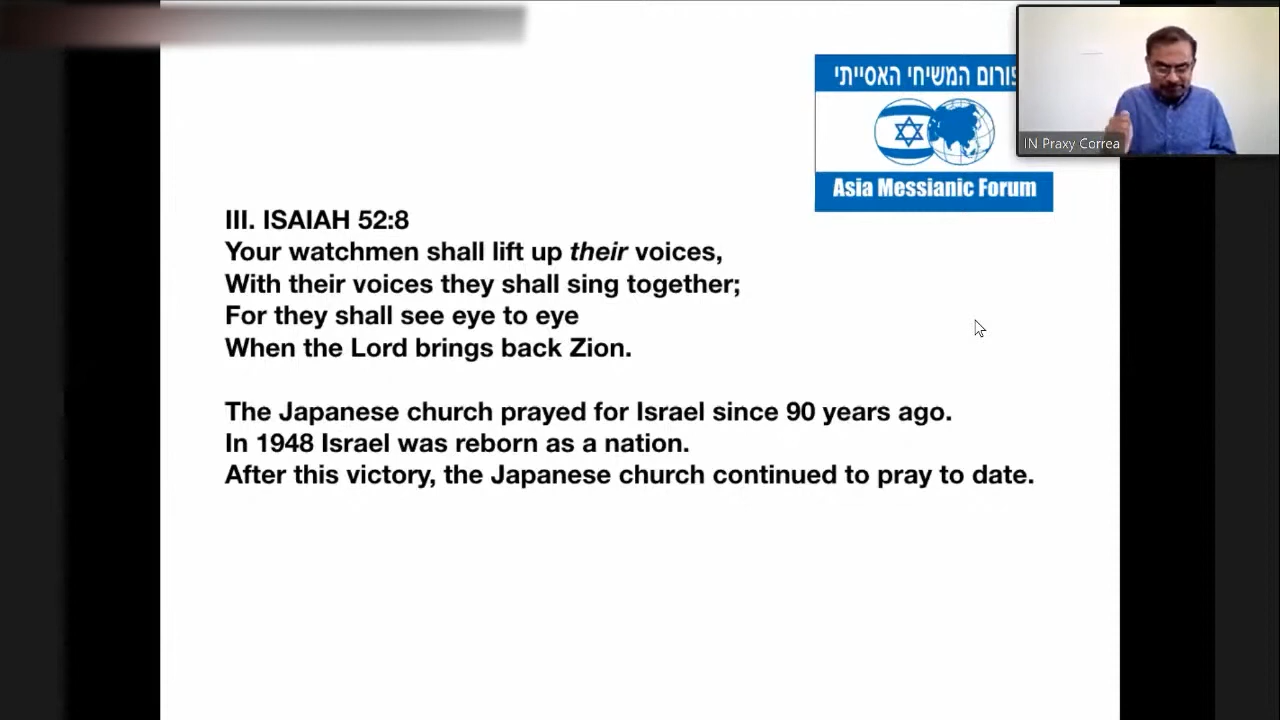 פורום המשיחי האסייתי
IN Praxy Correa
Asia Messianic Forum
III. ISAIAH 52:8
Your watchmen shall lift up their voices,
With their voices they shall sing together;
For they shall see eye to eye
When the Lord brings back Zion.
The Japanese church prayed for Israel since 90 years ago.
In 1948 Israel was reborn as a nation.
After this victory, the Japanese church continued to pray to date.